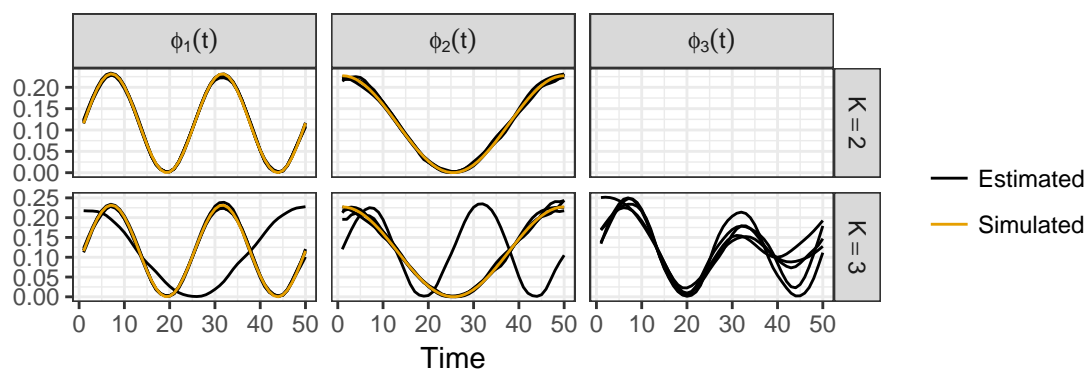 ϕ₁(t) ϕ₂(t) ϕ₃(t)
0.20
0.15
0.10
0.05
0.00
K = 2
0.25
0.20
0.15
0.10
0.05
0.00
K = 3
0 10 20 30 40 50 0 10 20 30 40 50 0 10 20 30 40 50
Time
Estimated
Simulated